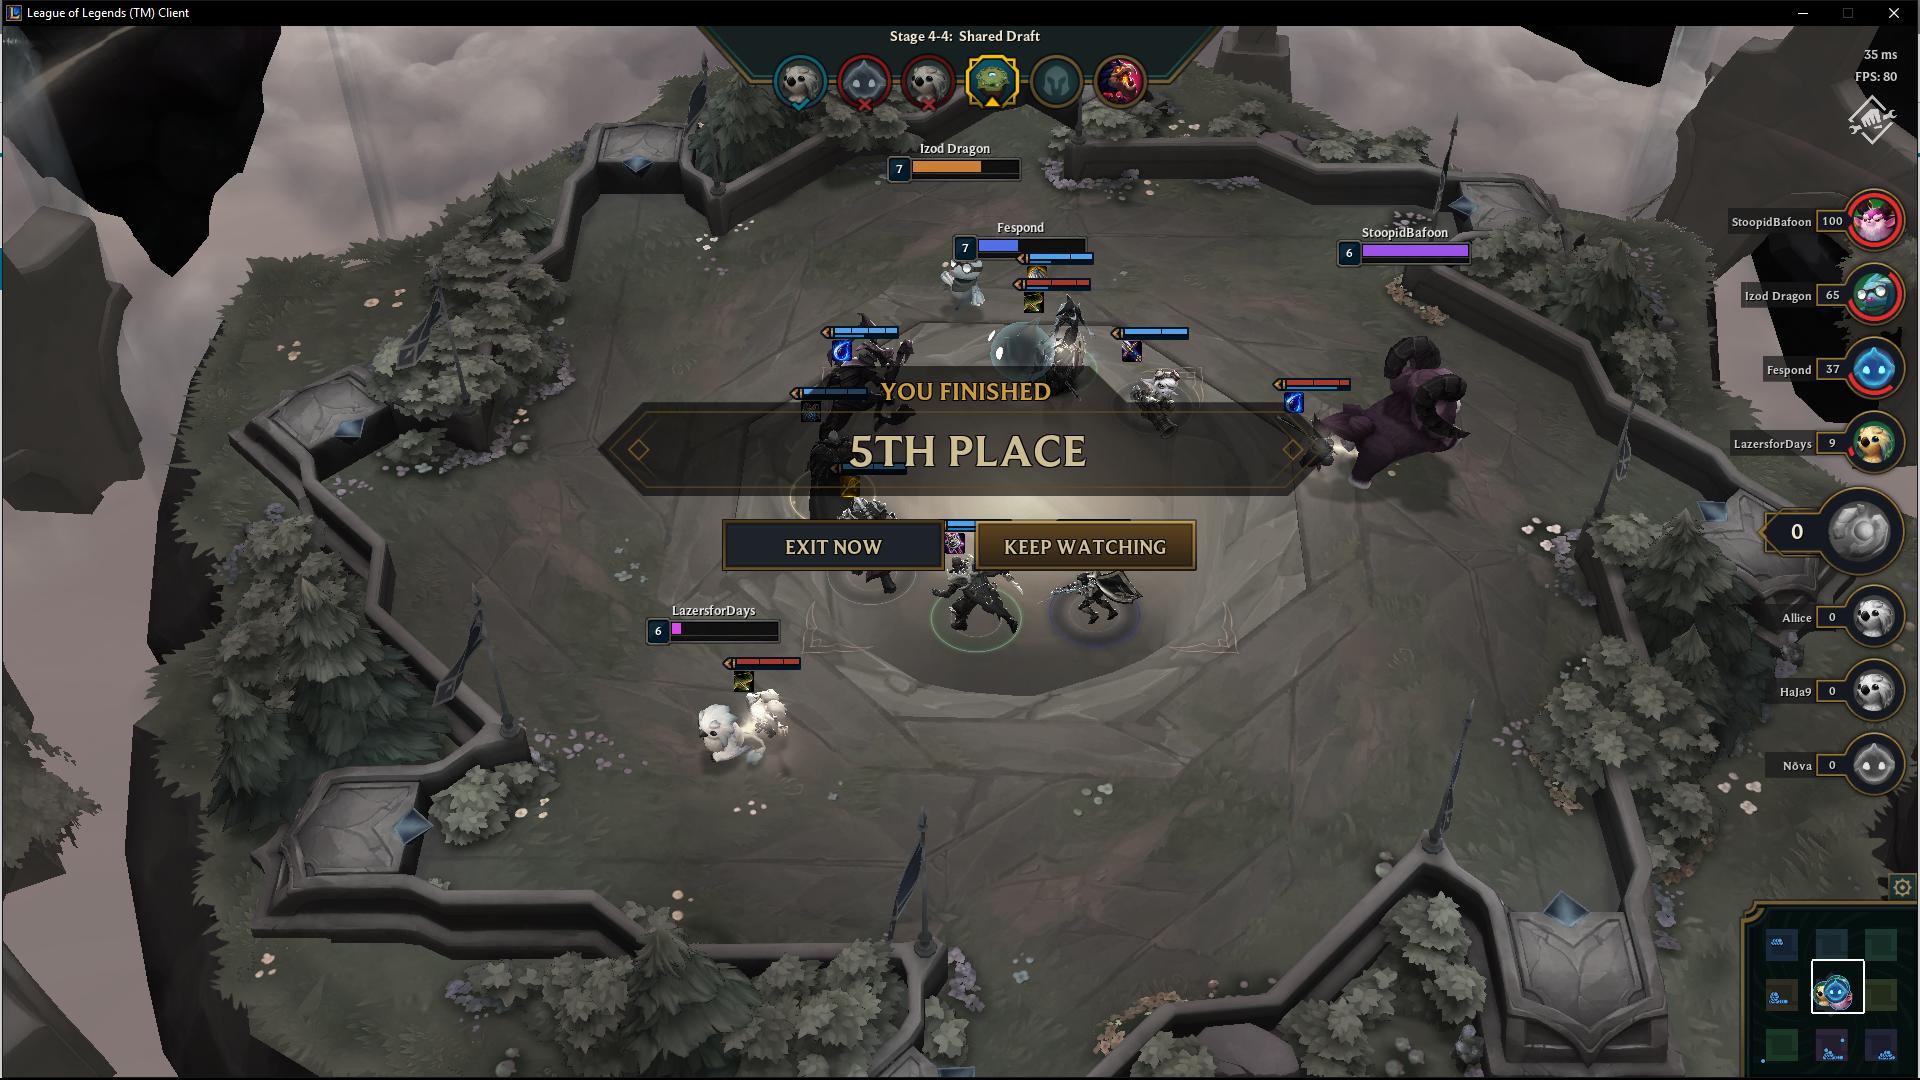 League of Legends (TM) Client
Stage 4-4: Shared Draft
35 ms
FPS: 80
Izod Dragon
7
Fespond
7
StoopidBafoon
6
StoopidBafoon 100
Izod Dragon 65
Fespond 37
LazersforDays 9
0
Allice 0
HaJa9 0
Nōva 0
YOU FINISHED
5TH PLACE
EXIT NOW
KEEP WATCHING
LazersforDays
6